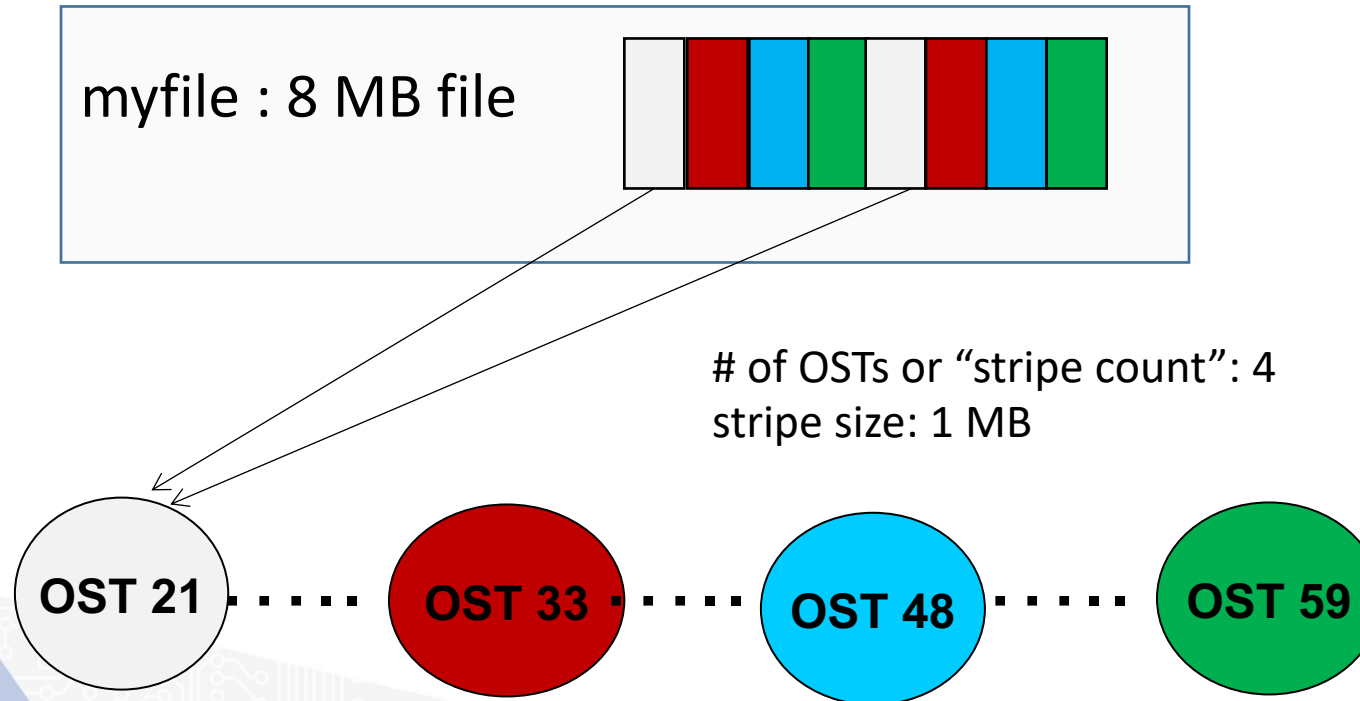 myfile : 8 MB file
# of OSTs or “stripe count”: 4
stripe size: 1 MB
OST 21
OST 33
OST 48
OST 59